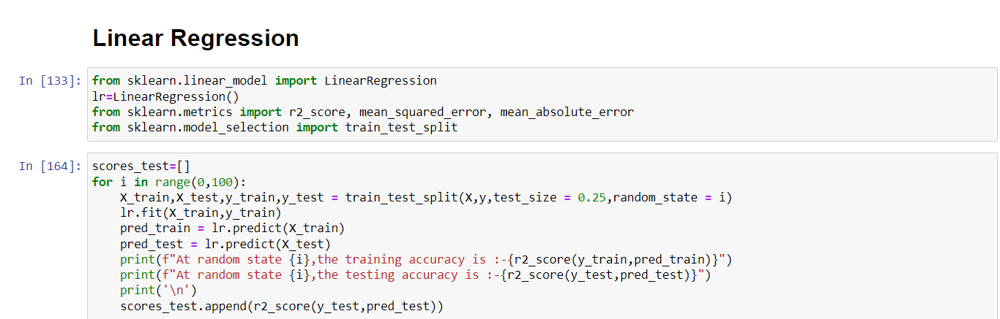 Linear Regression
In [133]: from sklearn.linear_model import LinearRegression
lr=LinearRegression()
from sklearn.metrics import r2_score, mean_squared_error, mean_absolute_error
from sklearn.model_selection import train_test_split
In [164]: scores_test=[]
for i in range(0,100):
    X_train,X_test,y_train,y_test = train_test_split(X,y,test_size = 0.25,random_state = i)
    lr.fit(X_train,y_train)
    pred_train = lr.predict(X_train)
    pred_test = lr.predict(X_test)
    print(f"At random state {i},the training accuracy is :-{r2_score(y_train,pred_train)}")
    print(f"At random state {i},the testing accuracy is :-{r2_score(y_test,pred_test)}")
    print('\n')
    scores_test.append(r2_score(y_test,pred_test))